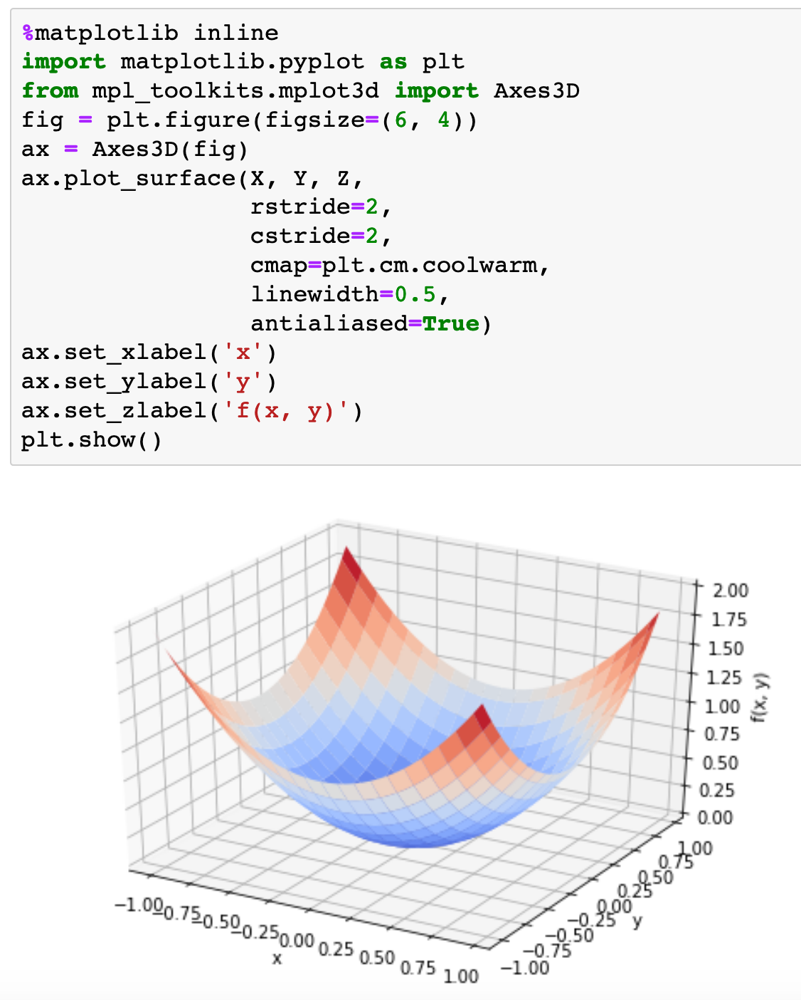 %matplotlib inline
import matplotlib.pyplot as plt
from mpl_toolkits.mplot3d import Axes3D
fig = plt.figure(figsize=(6, 4))
ax = Axes3D(fig)
ax.plot_surface(X, Y, Z,
                rstride=2,
                cstride=2,
                cmap=plt.cm.coolwarm,
                linewidth=0.5,
                antialiased=True)
ax.set_xlabel('x')
ax.set_ylabel('y')
ax.set_zlabel('f(x, y)')
plt.show()
2.00
1.75
1.50
1.25
1.00
0.75
0.50
0.25
0.00
f(x, y)
1.00
0.75
0.50
0.25
0.00
−0.25
−0.50
−0.75
−1.00
y
−1.00
−0.75
−0.50
−0.25
0.00
0.25
0.50
0.75
1.00
x